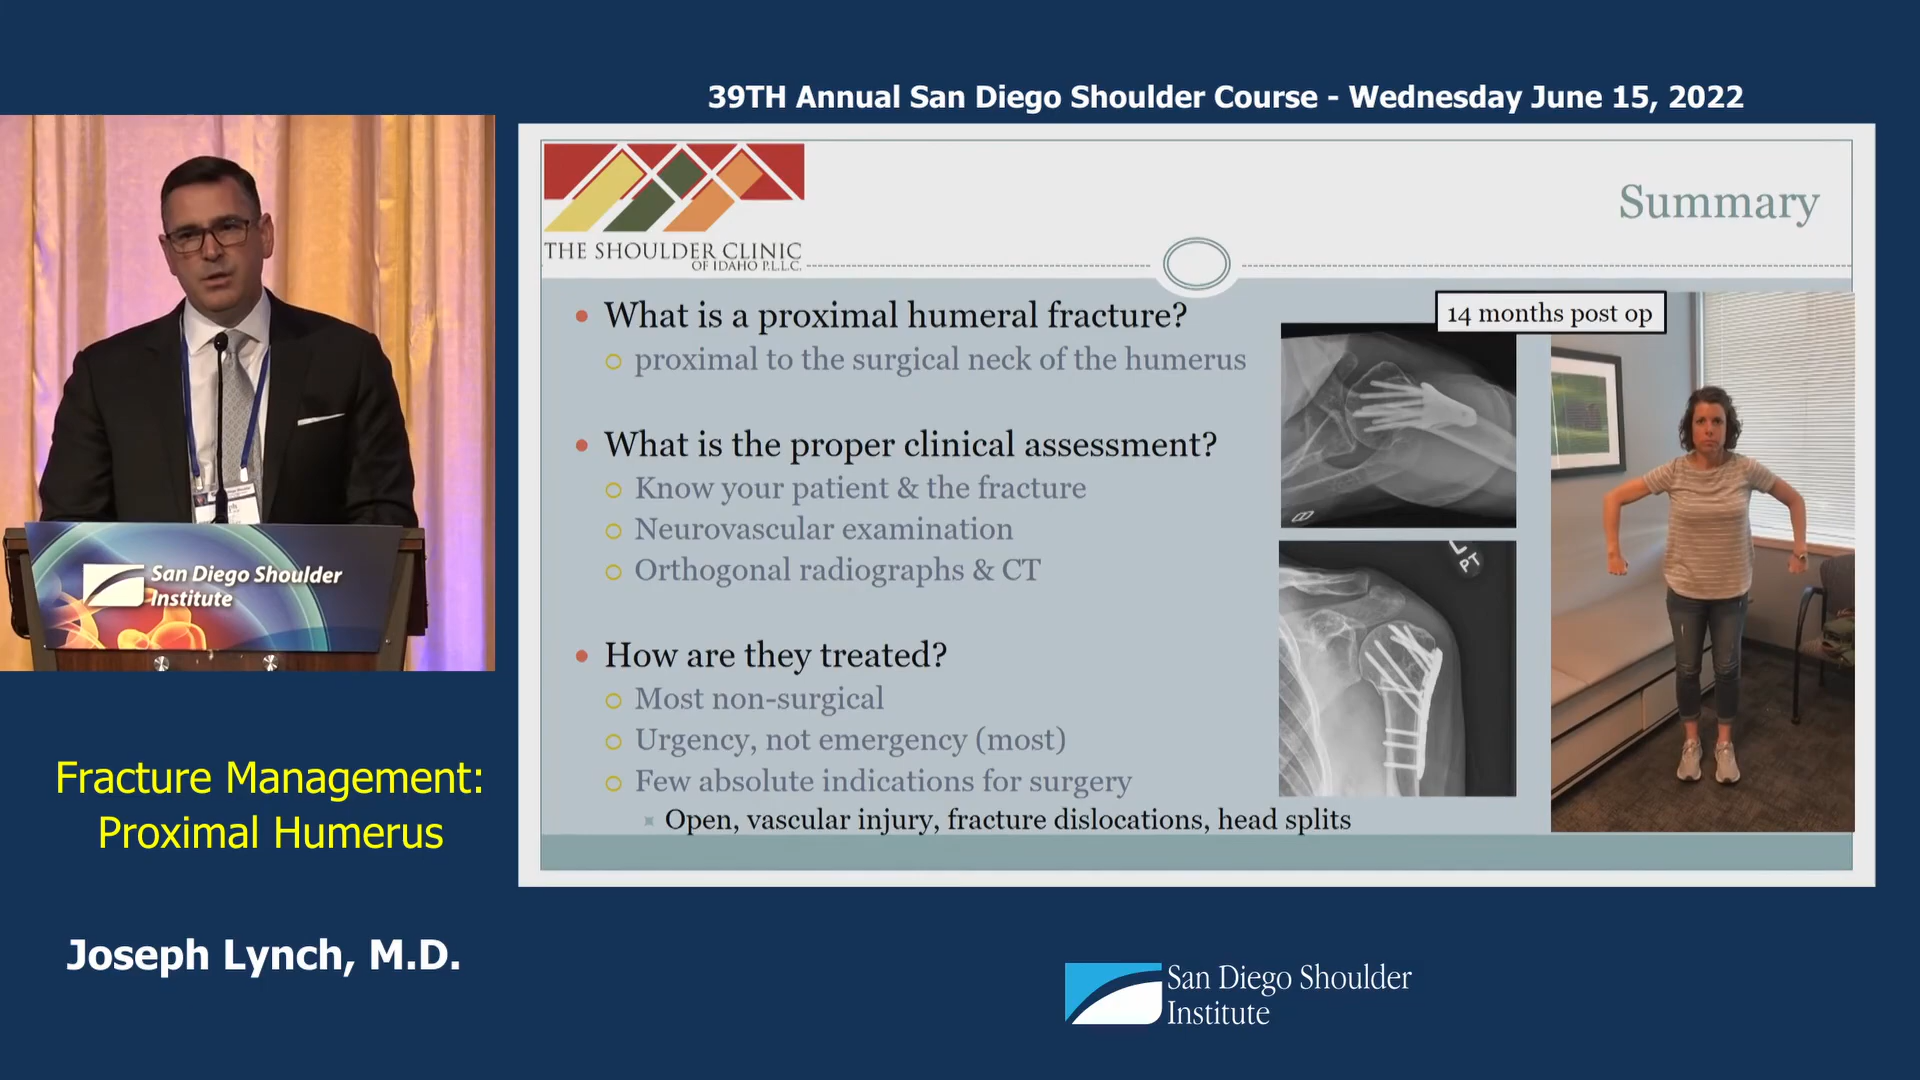 39TH Annual San Diego Shoulder Course - Wednesday June 15, 2022
THE SHOULDER CLINIC
OF IDAHO P.L.L.C.
Summary
What is a proximal humeral fracture?
proximal to the surgical neck of the humerus
What is the proper clinical assessment?
Know your patient & the fracture
Neurovascular examination
Orthogonal radiographs & CT
How are they treated?
Most non-surgical
Urgency, not emergency (most)
Few absolute indications for surgery
Open, vascular injury, fracture dislocations, head splits
14 months post op
L
PT
San Diego Shoulder
Institute
Fracture Management:
Proximal Humerus
Joseph Lynch, M.D.
San Diego Shoulder
Institute